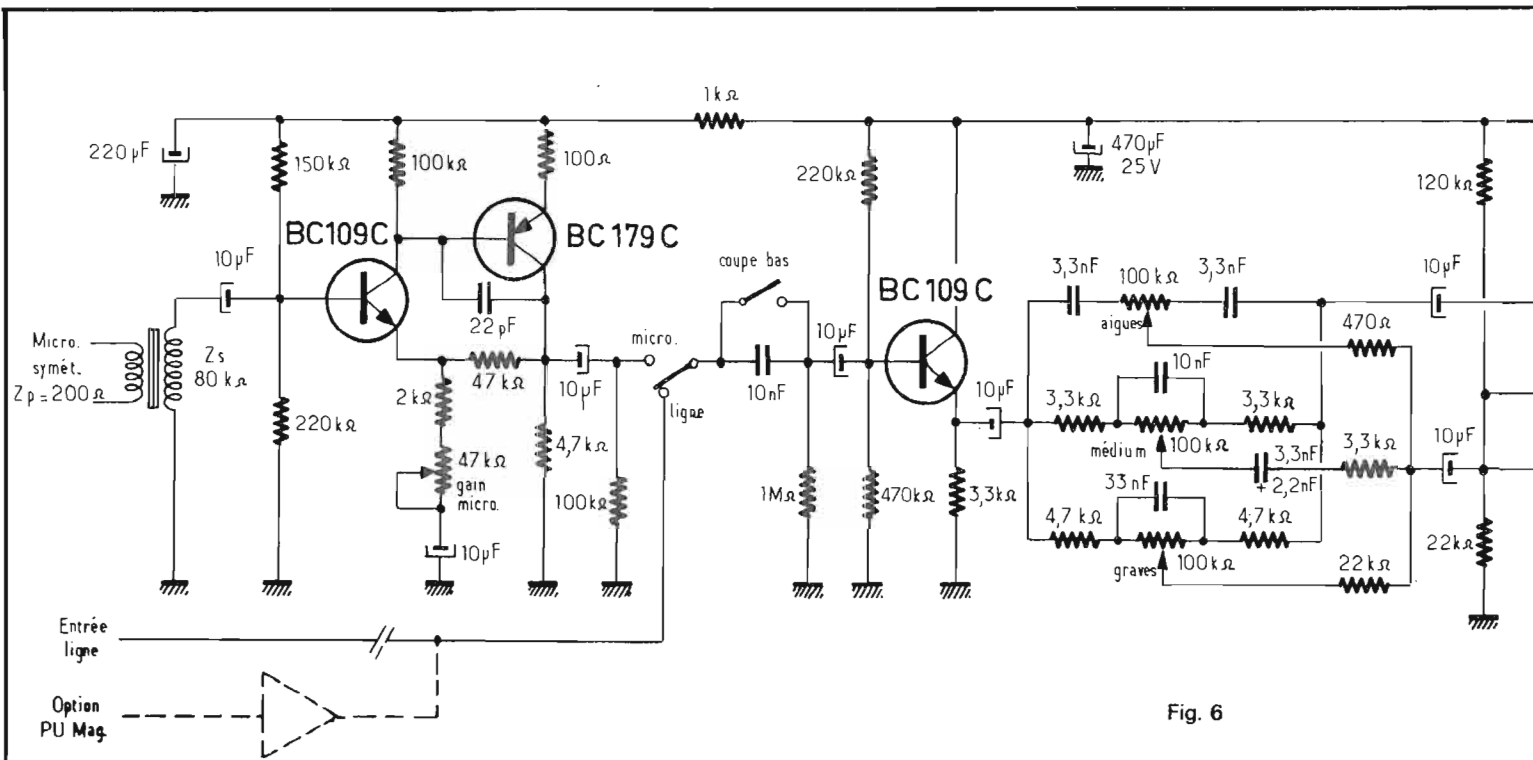 1kΩ
220µF
150kΩ
100kΩ
100Ω
220kΩ
470µF
25V
120kΩ
BC109C
BC179C
10µF
22pF
coupe bas
BC109C
3,3nF
100kΩ
3,3nF
10µF
aigues
470Ω
Micro.
symét.
Zp=200Ω
Zs
80kΩ
47kΩ
10µF
micro.
ligne
10nF
10µF
10µF
10nF
3,3kΩ
3,3kΩ
médium
100kΩ
2kΩ
220kΩ
47kΩ
gain
micro.
4,7kΩ
100kΩ
1MΩ
470kΩ
3,3kΩ
3,3nF
+2,2nF
3,3kΩ
10µF
33nF
4,7kΩ
4,7kΩ
graves
100kΩ
22kΩ
22kΩ
10µF
Entrée
ligne
Option
PU Mag.
Fig. 6